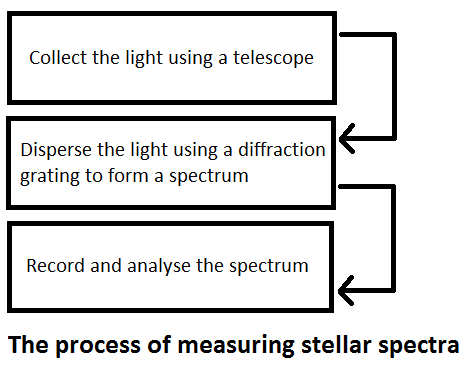 Collect the light using a telescope
Disperse the light using a diffraction
grating to form a spectrum
Record and analyse the spectrum
The process of measuring stellar spectra